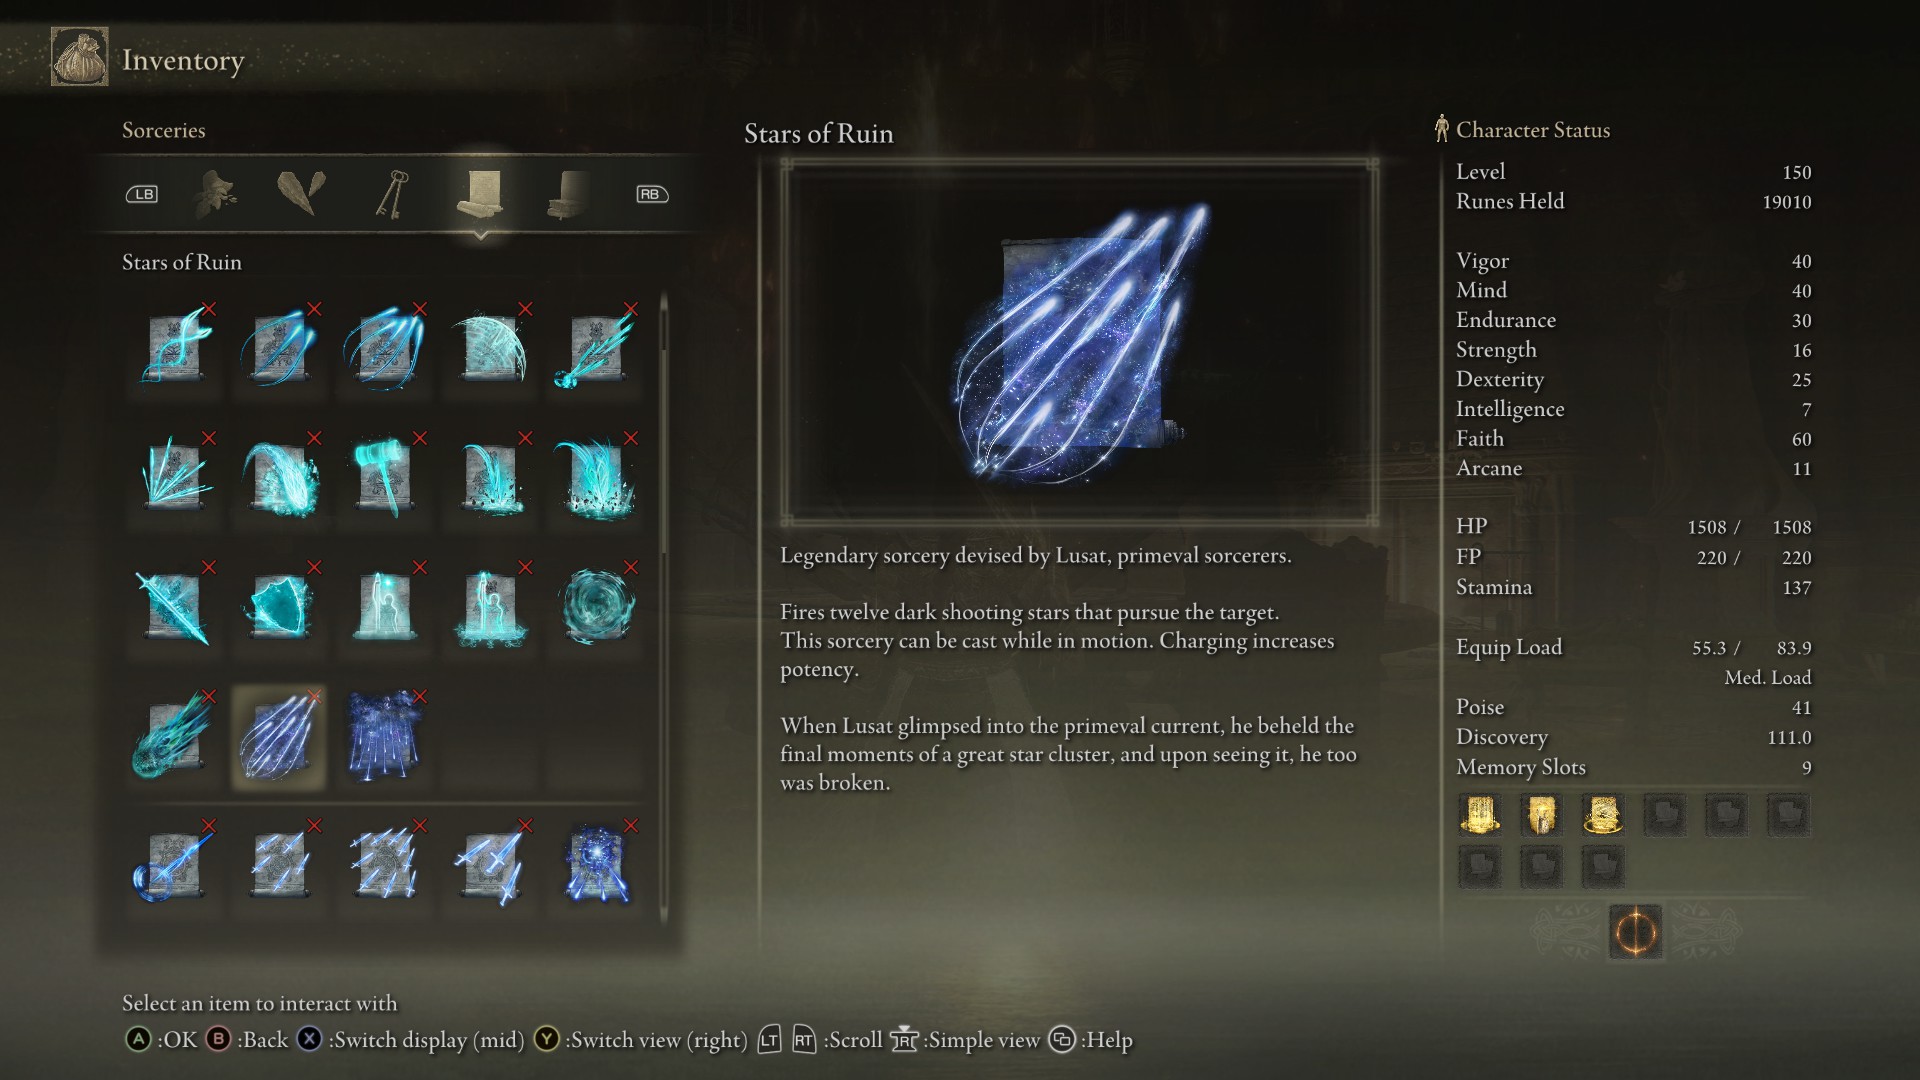 Inventory
Sorceries
LB
RB
Stars of Ruin
Stars of Ruin
Legendary sorcery devised by Lusat, primeval sorcerers.
Fires twelve dark shooting stars that pursue the target.
This sorcery can be cast while in motion. Charging increases
potency.
When Lusat glimpsed into the primeval current, he beheld the
final moments of a great star cluster, and upon seeing it, he too
was broken.
Character Status
Level 150
Runes Held 19010
Vigor 40
Mind 40
Endurance 30
Strength 16
Dexterity 25
Intelligence 7
Faith 60
Arcane 11
HP 1508 / 1508
FP 220 / 220
Stamina 137
Equip Load 55.3 / 83.9
Med. Load
Poise 41
Discovery 111.0
Memory Slots 9
Select an item to interact with
A :OK B :Back X :Switch display (mid) Y :Switch view (right) LT RT :Scroll R :Simple view :Help